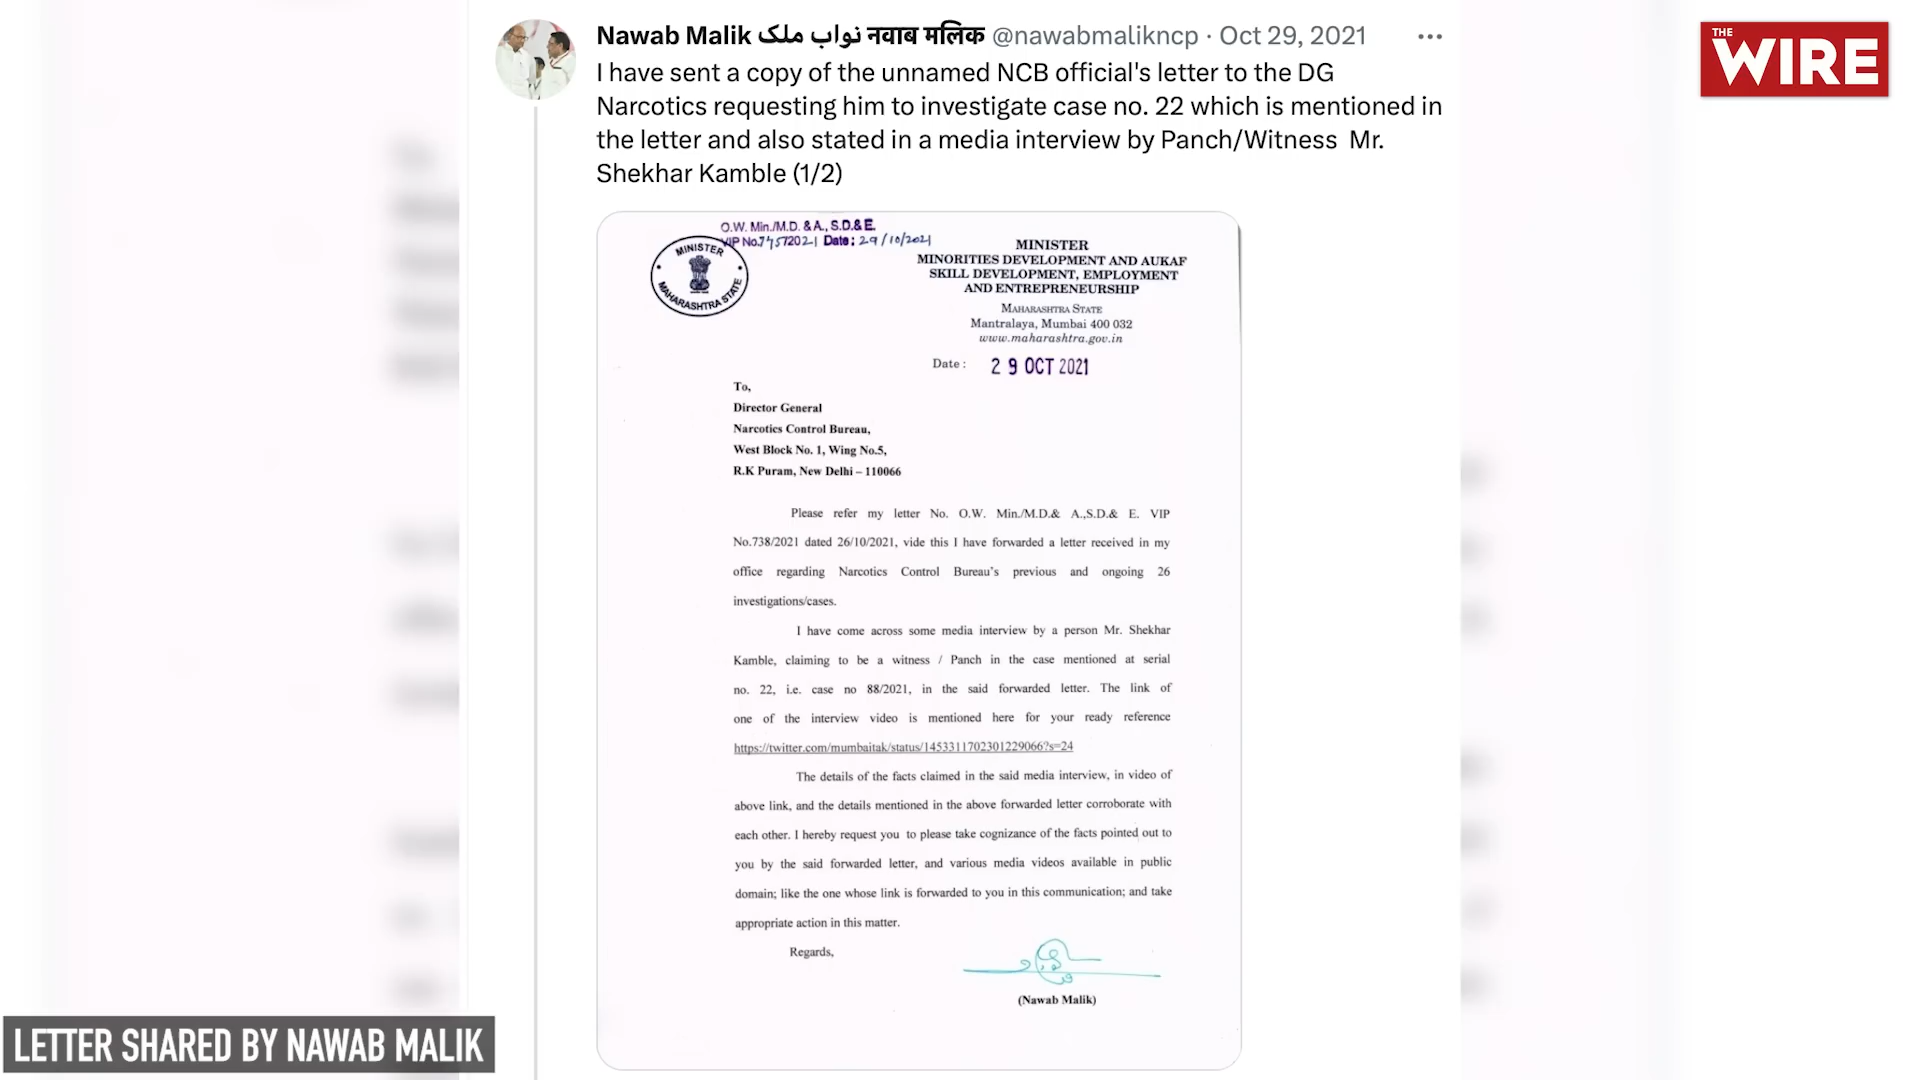 Nawab Malik نواب ملک नवाब मलिक @nawabmalikncp · Oct 29, 2021
I have sent a copy of the unnamed NCB official's letter to the DG
Narcotics requesting him to investigate case no. 22 which is mentioned in
the letter and also stated in a media interview by Panch/Witness Mr.
Shekhar Kamble (1/2)
THE
WIRE
O.W. Min./M.D. & A., S.D.& E.
VIP No. 745/2021 Date: 29/10/2021
MINISTER
MAHARASHTRA STATE
MINISTER
MINORITIES DEVELOPMENT AND AUKAF
SKILL DEVELOPMENT, EMPLOYMENT
AND ENTREPRENEURSHIP
MAHARASHTRA STATE
Mantralaya, Mumbai 400 032
www.maharashtra.gov.in
Date : 29 OCT 2021
To,
Director General
Narcotics Control Bureau,
West Block No. 1, Wing No.5,
R.K Puram, New Delhi – 110066
Please refer my letter No. O.W. Min./M.D.& A.,S.D.& E. VIP
No.738/2021 dated 26/10/2021, vide this I have forwarded a letter received in my
office regarding Narcotics Control Bureau's previous and ongoing 26
investigations/cases.
I have come across some media interview by a person Mr. Shekhar
Kamble, claiming to be a witness / Panch in the case mentioned at serial
no. 22, i.e. case no 88/2021, in the said forwarded letter. The link of
one of the interview video is mentioned here for your ready reference
https://twitter.com/mumbaitak/status/1453311702301229066?s=24
The details of the facts claimed in the said media interview, in video of
above link, and the details mentioned in the above forwarded letter corroborate with
each other. I hereby request you to please take cognizance of the facts pointed out to
you by the said forwarded letter, and various media videos available in public
domain; like the one whose link is forwarded to you in this communication; and take
appropriate action in this matter.
Regards,
(Nawab Malik)
LETTER SHARED BY NAWAB MALIK